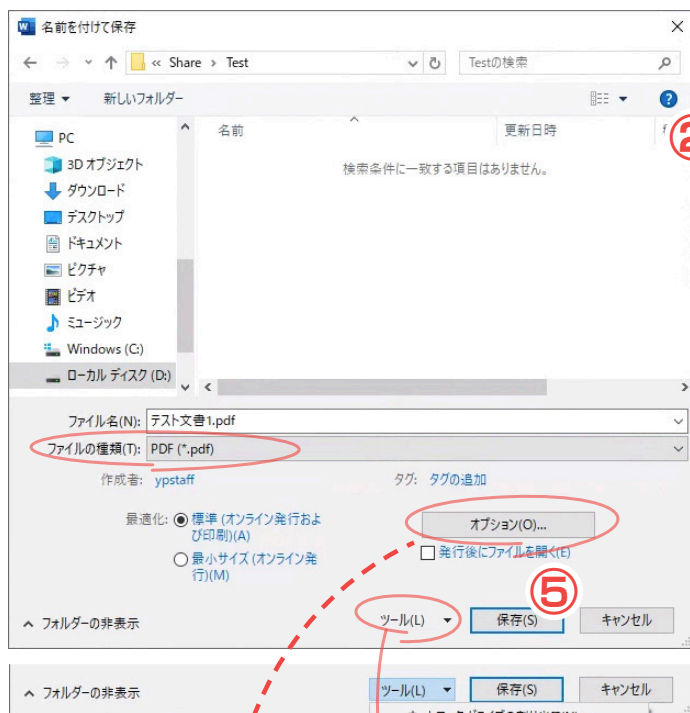 名前を付けて保存
« Share > Test
Testの検索
整理 新しいフォルダー
?
名前 更新日時
②
PC
3D オブジェクト
ダウンロード
デスクトップ
ドキュメント
ピクチャ
ビデオ
ミュージック
Windows (C:)
ローカル ディスク (D:)
検索条件に一致する項目はありません。
ファイル名(N): テスト文書1.pdf
ファイルの種類(T): PDF (*.pdf)
作成者: ypstaff
タグ: タグの追加
最適化: 標準 (オンライン発行およ
び印刷)(A)
最小サイズ (オンライン発
行)(M)
オプション(O)...
発行後にファイルを開く(E)
⑤
フォルダーの非表示
ツール(L) 保存(S) キャンセル
フォルダーの非表示
ツール(L) 保存(S) キャンセル